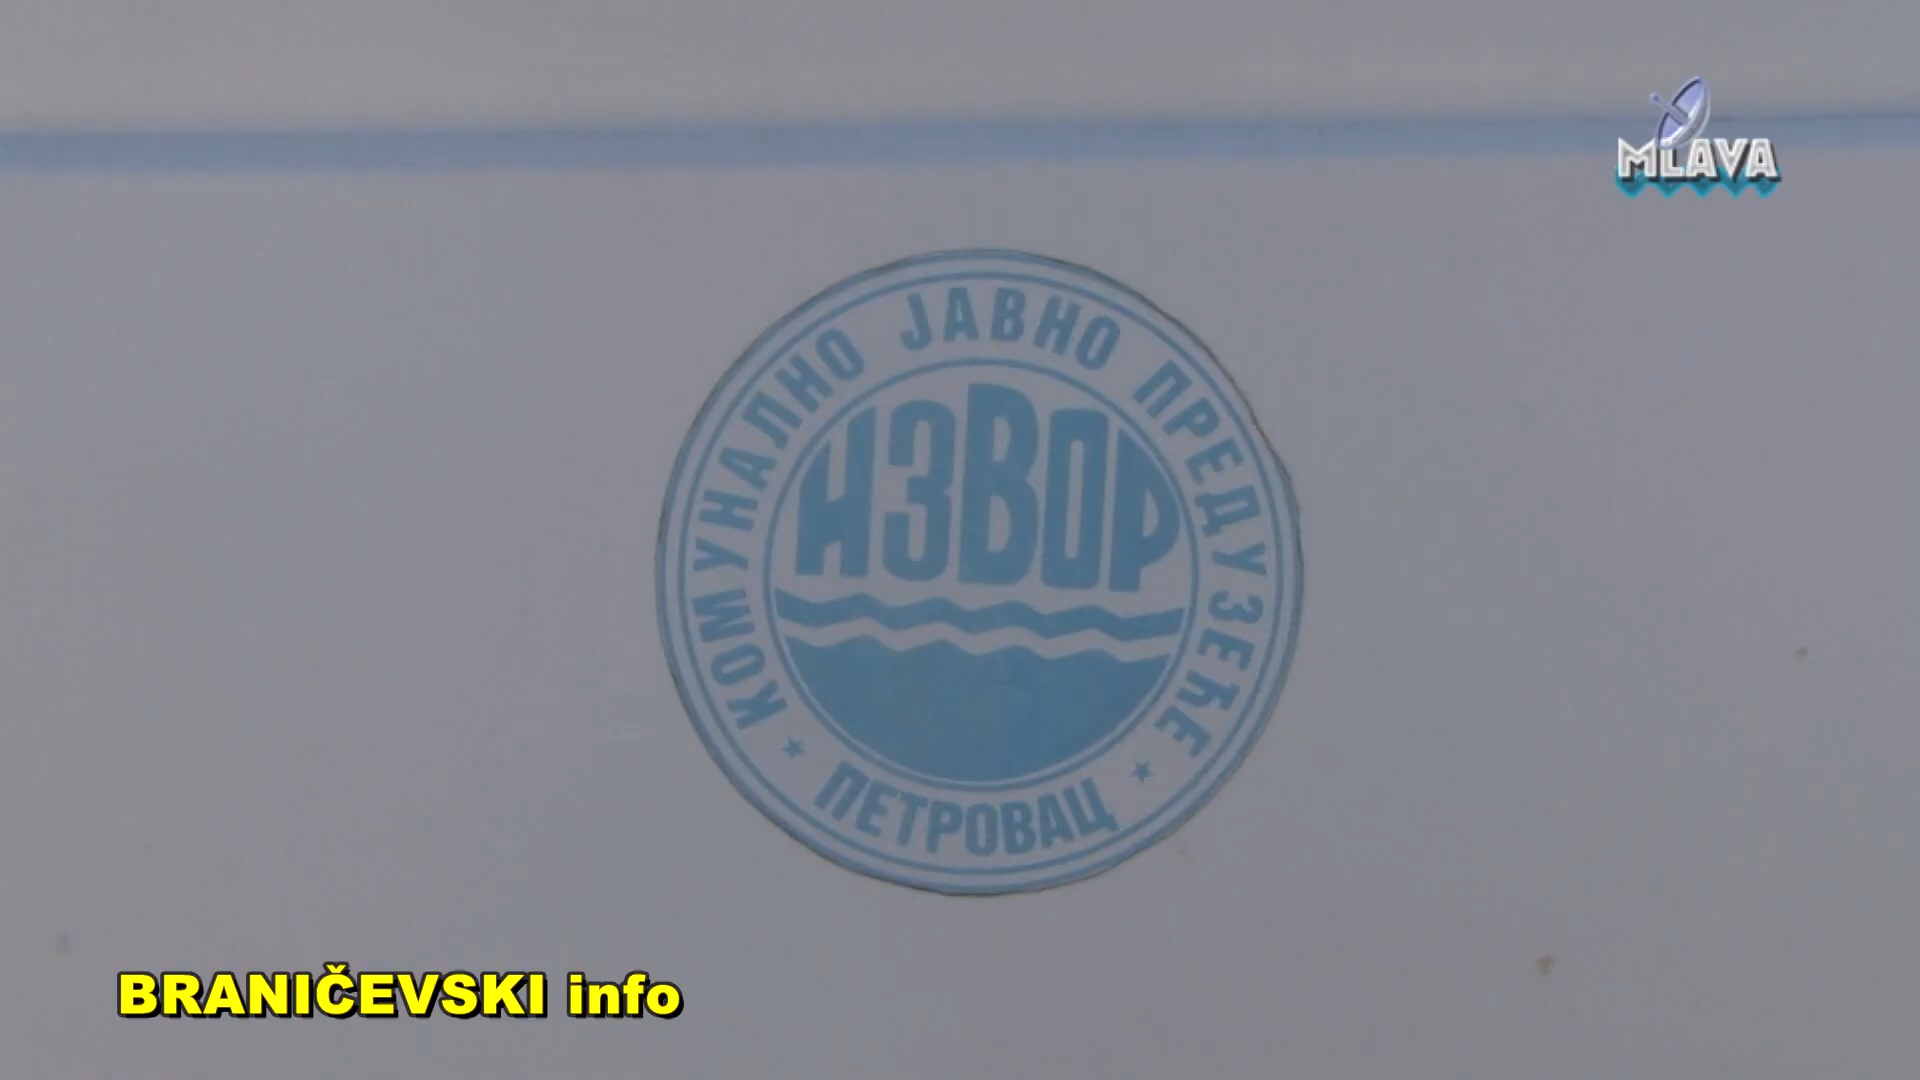 MLAVA
КОМУНАЛНО ЈАВНО ПРЕДУЗЕЋЕ
ИЗВОР
ПЕТРОВАЦ
BRANIČEVSKI info